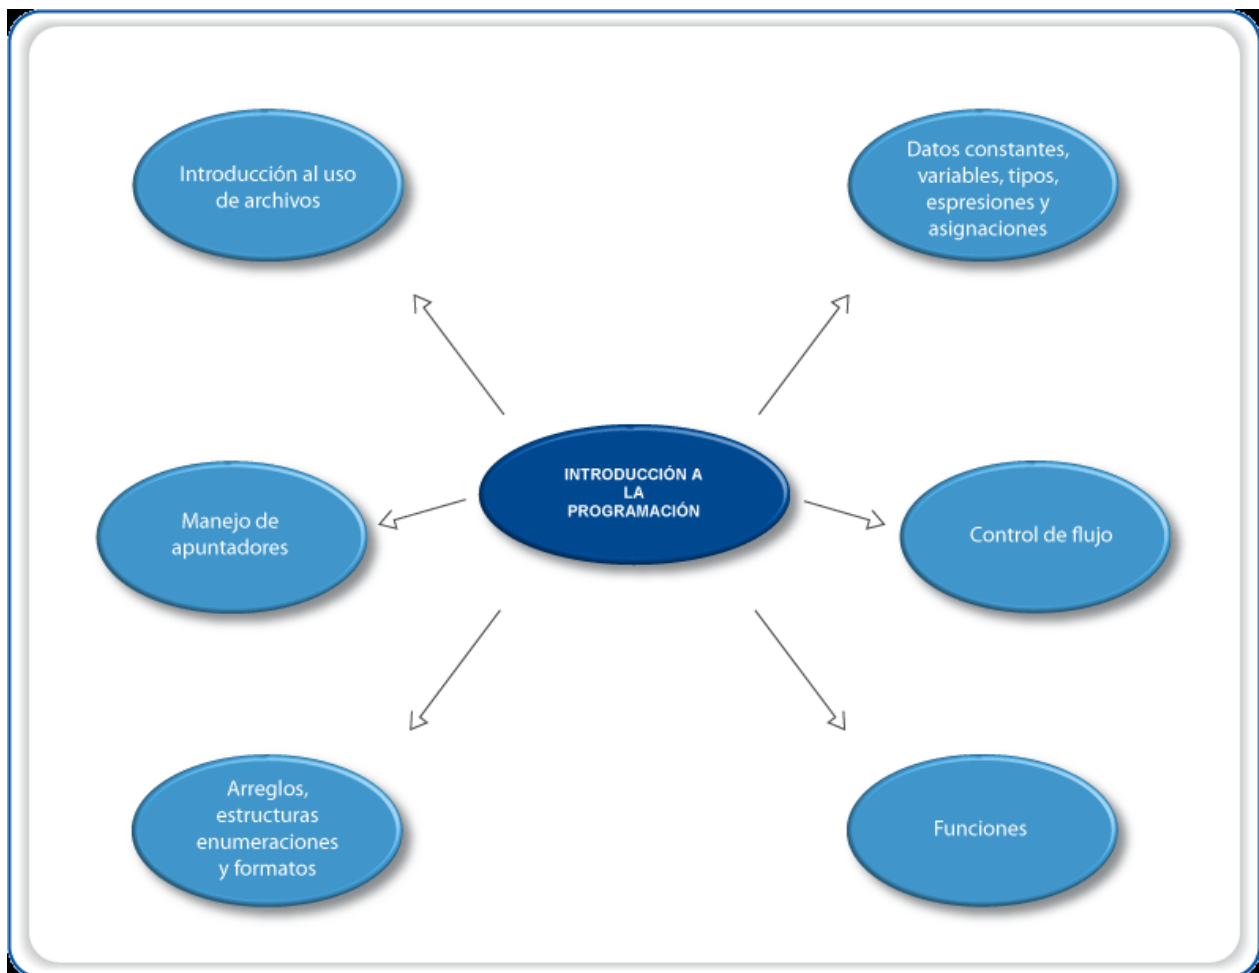 Introducción al uso
de archivos
Datos constantes,
variables, tipos,
espresiones y
asignaciones
INTRODUCCIÓN A
LA
PROGRAMACIÓN
Manejo de
apuntadores
Control de flujo
Arreglos,
estructuras
enumeraciones
y formatos
Funciones